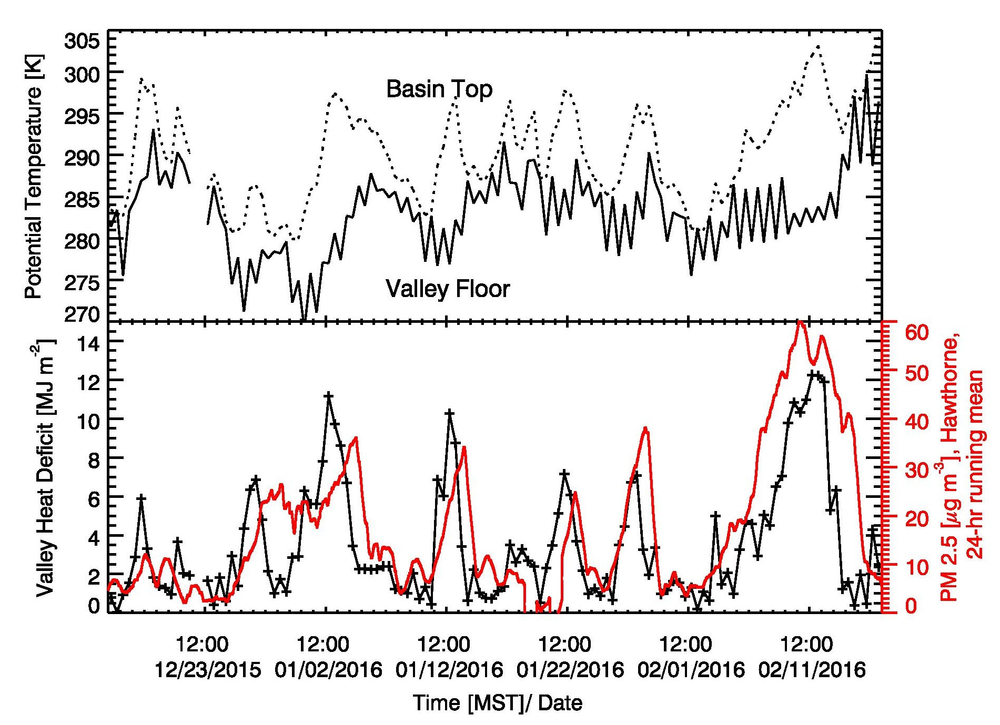 305
300
295
290
285
280
275
270
Potential Temperature [K]
Basin Top
Valley Floor
14
12
10
8
6
4
2
0
Valley Heat Deficit [MJ m-2]
60
50
40
30
20
10
0
PM 2.5 [μg m-3], Hawthorne,
24-hr running mean
12:00 12:00 12:00 12:00 12:00 12:00
12/23/2015 01/02/2016 01/12/2016 01/22/2016 02/01/2016 02/11/2016
Time [MST]/ Date